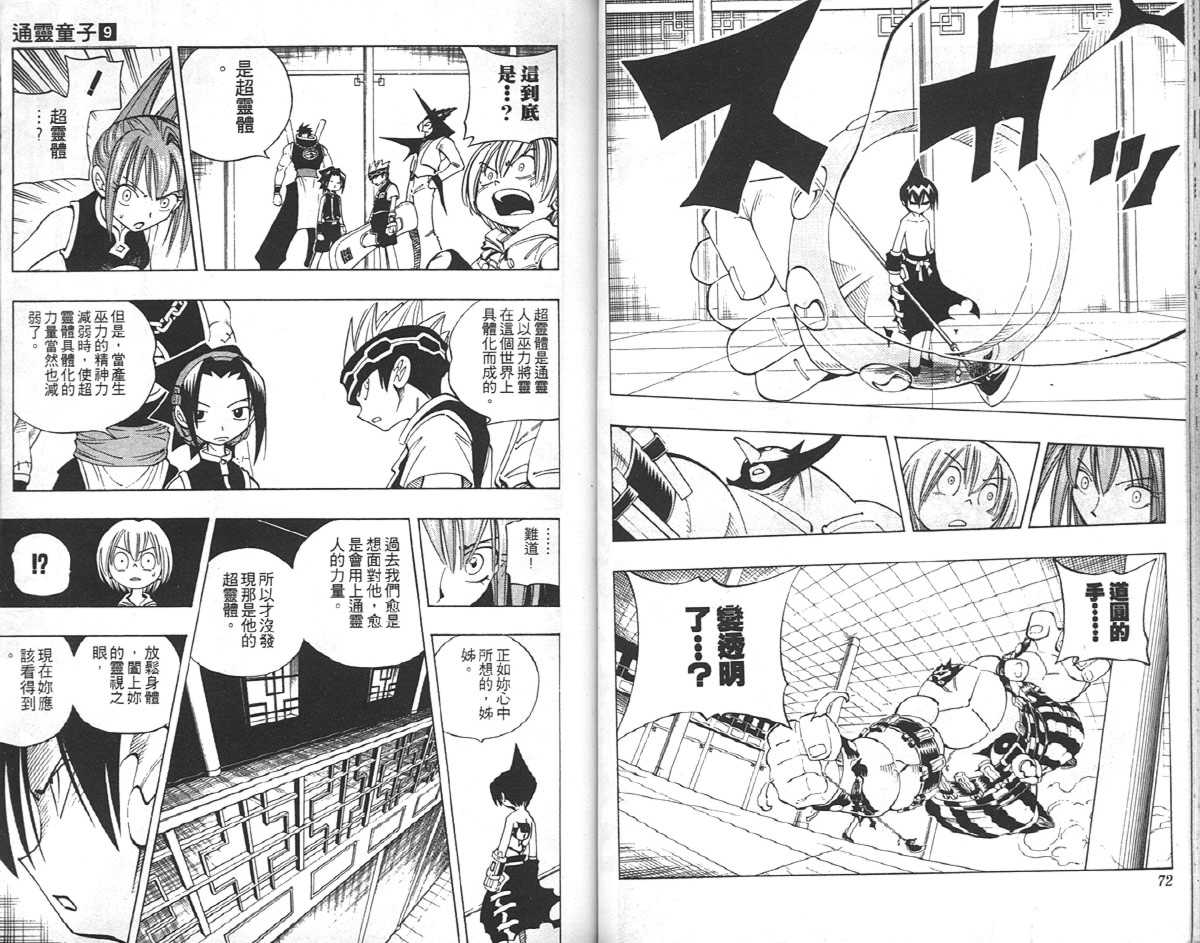 スカッ
道圓的
手……
變透明
了…？
72
通靈童子9
這到底
是…？
是超靈體
。
！
超靈體
…？
超靈體是通靈
人以巫力將靈
在這個世界上
具體化而成的。
但是，當產生
巫力的精神力
減弱時，使超
靈體具體化的
力量當然也減
弱了。
……
難道！
過去我們愈是
想面對他，愈
是會用上通靈
人的力量。
所以才沒發
現那是他的
超靈體。
!?
正如妳心中
所想的，姊
姊。
放鬆身體
，闔上妳
的靈視之
眼，
現在妳應
該看得到
。